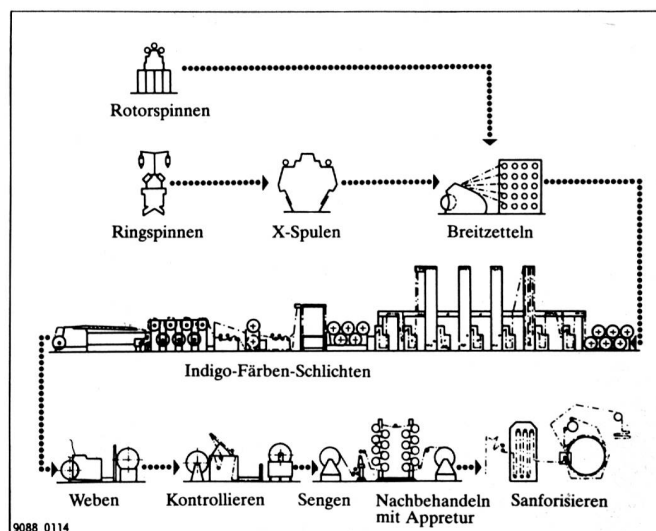 Rotorspinnen
Ringspinnen X-Spulen Breitzetteln
Indigo-Färben-Schlichten
Weben Kontrollieren Sengen Nachbehandeln mit Appretur Sanforisieren
9088 0114